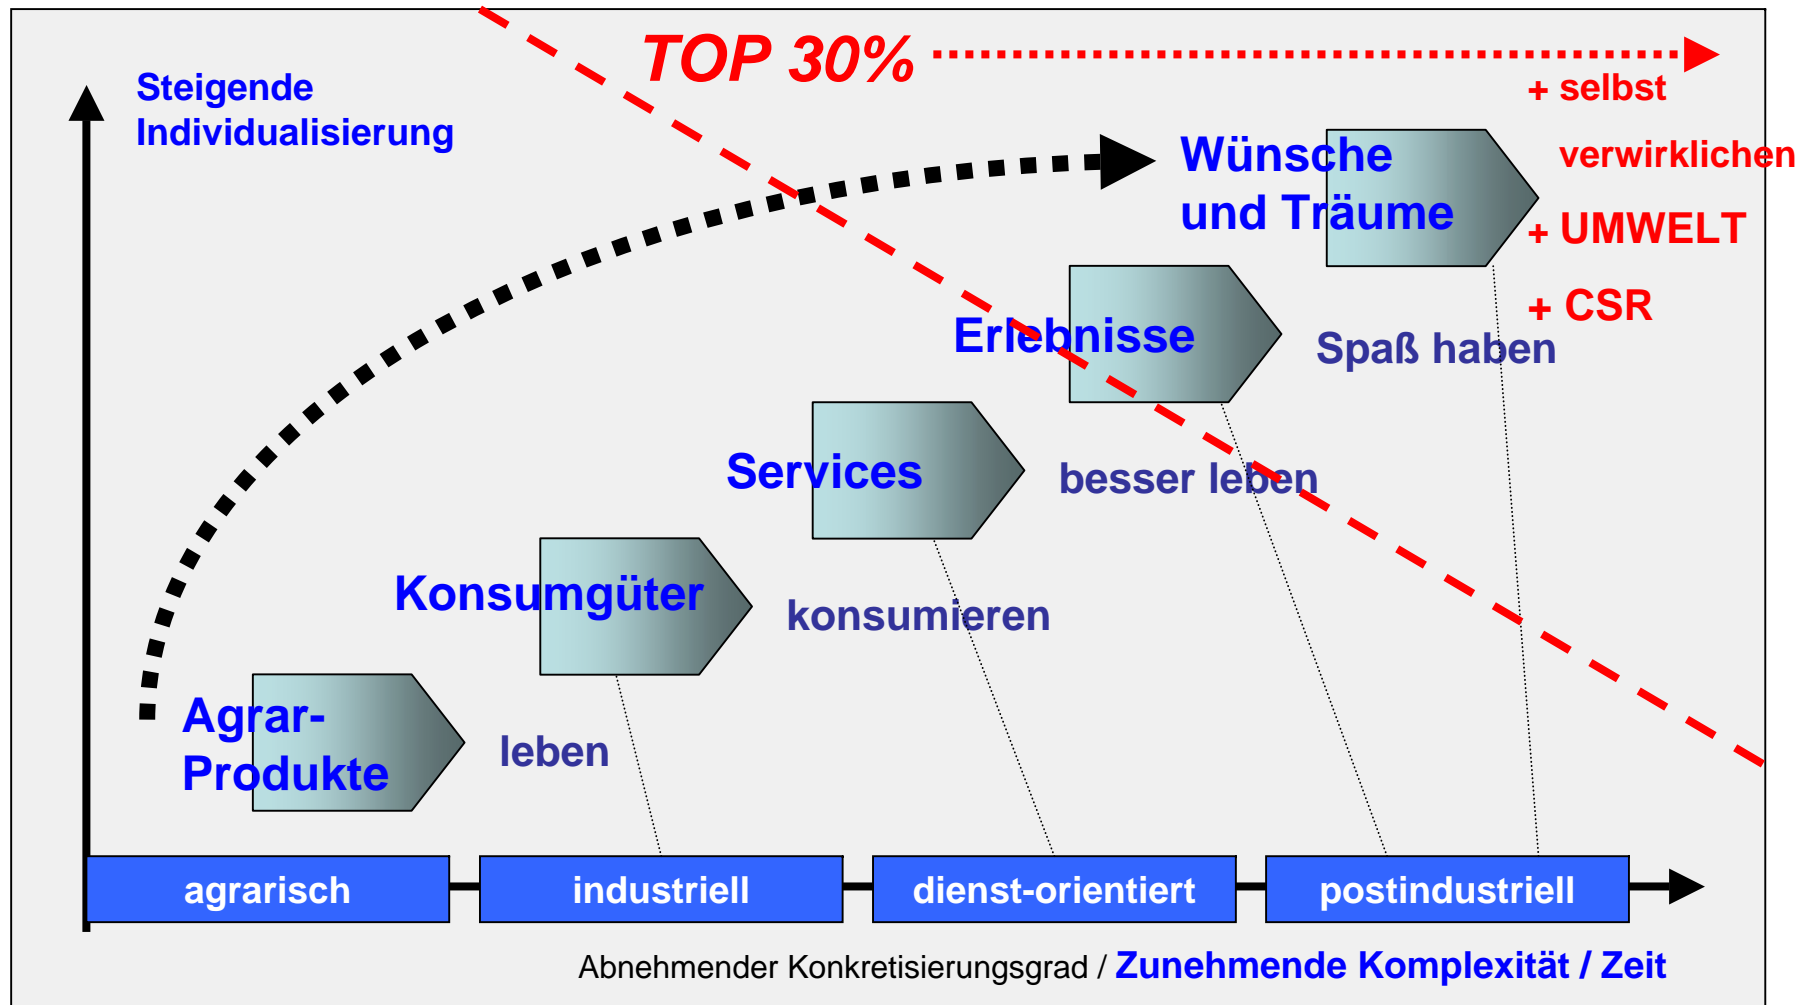 TOP 30%
Steigende
Individualisierung
+ selbst
verwirklichen
+ UMWELT
+ CSR
Wünsche
und Träume
Erlebnisse
Spaß haben
Services
besser leben
Konsumgüter
konsumieren
Agrar-
Produkte
leben
agrarisch
industriell
dienst-orientiert
postindustriell
Abnehmender Konkretisierungsgrad / Zunehmende Komplexität / Zeit